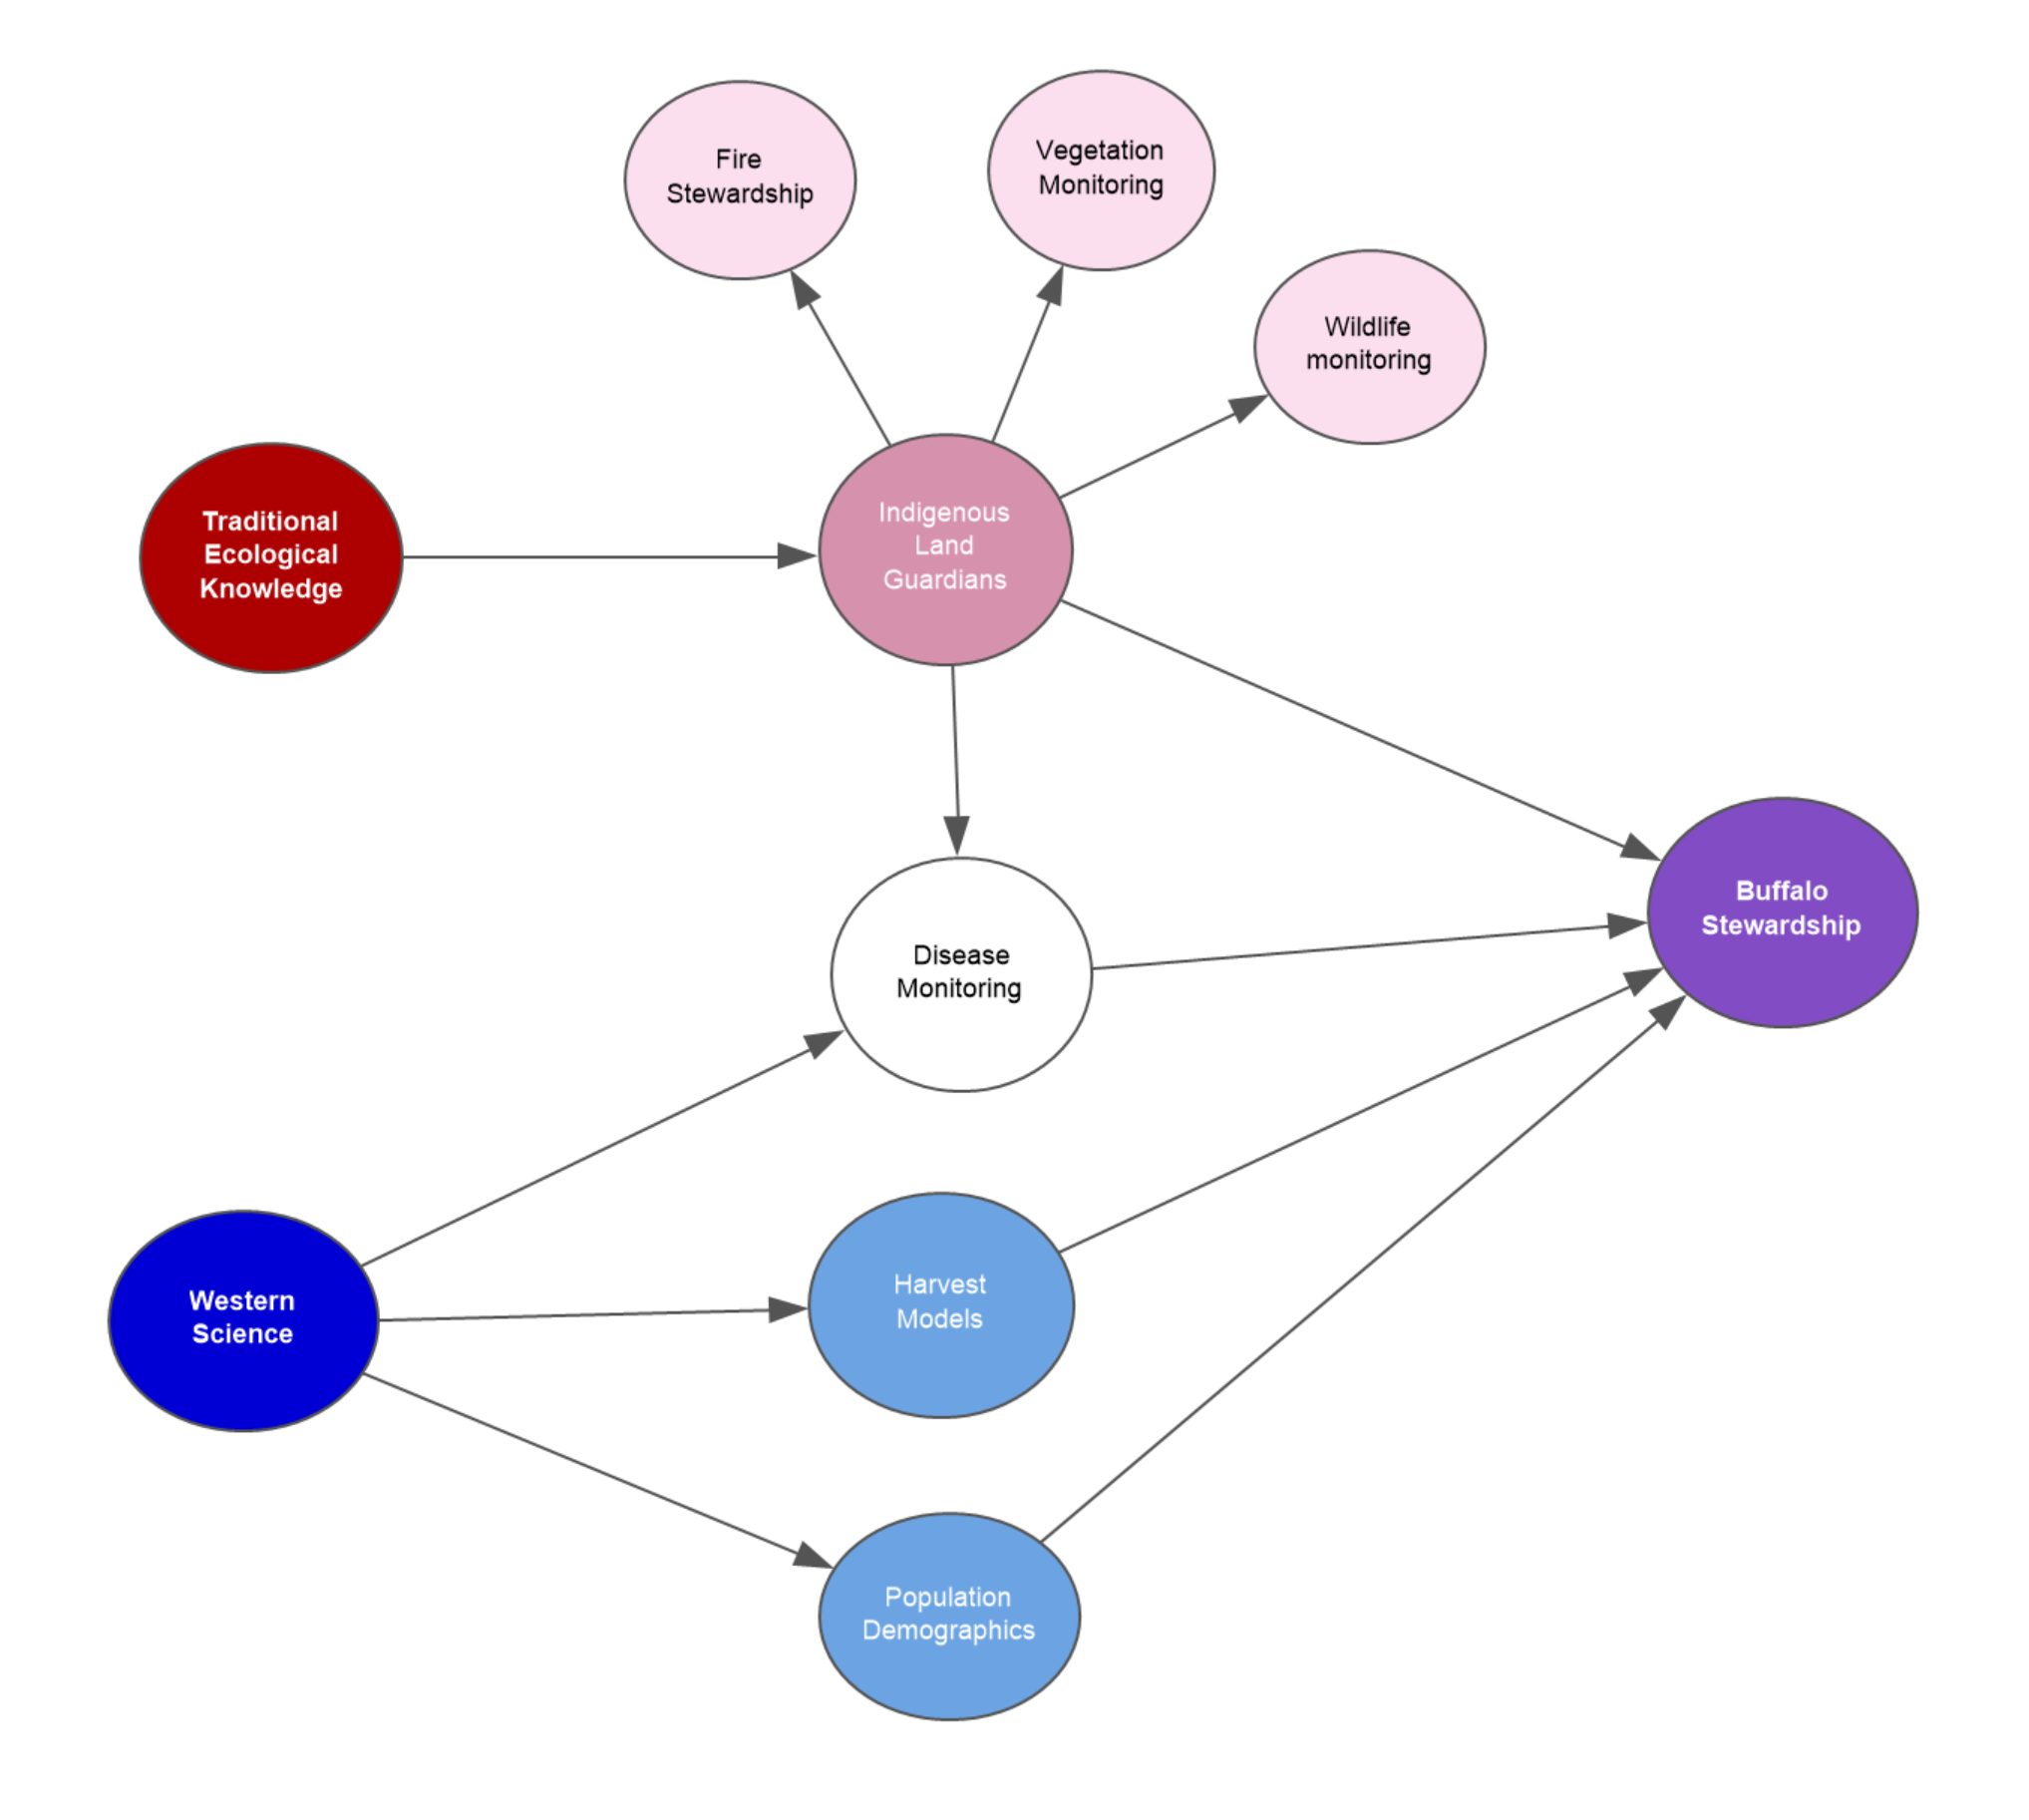 Fire
Stewardship
Vegetation
Monitoring
Wildlife
monitoring
Traditional
Ecological
Knowledge
Indigenous
Land
Guardians
Buffalo
Stewardship
Disease
Monitoring
Western
Science
Harvest
Models
Population
Demographics